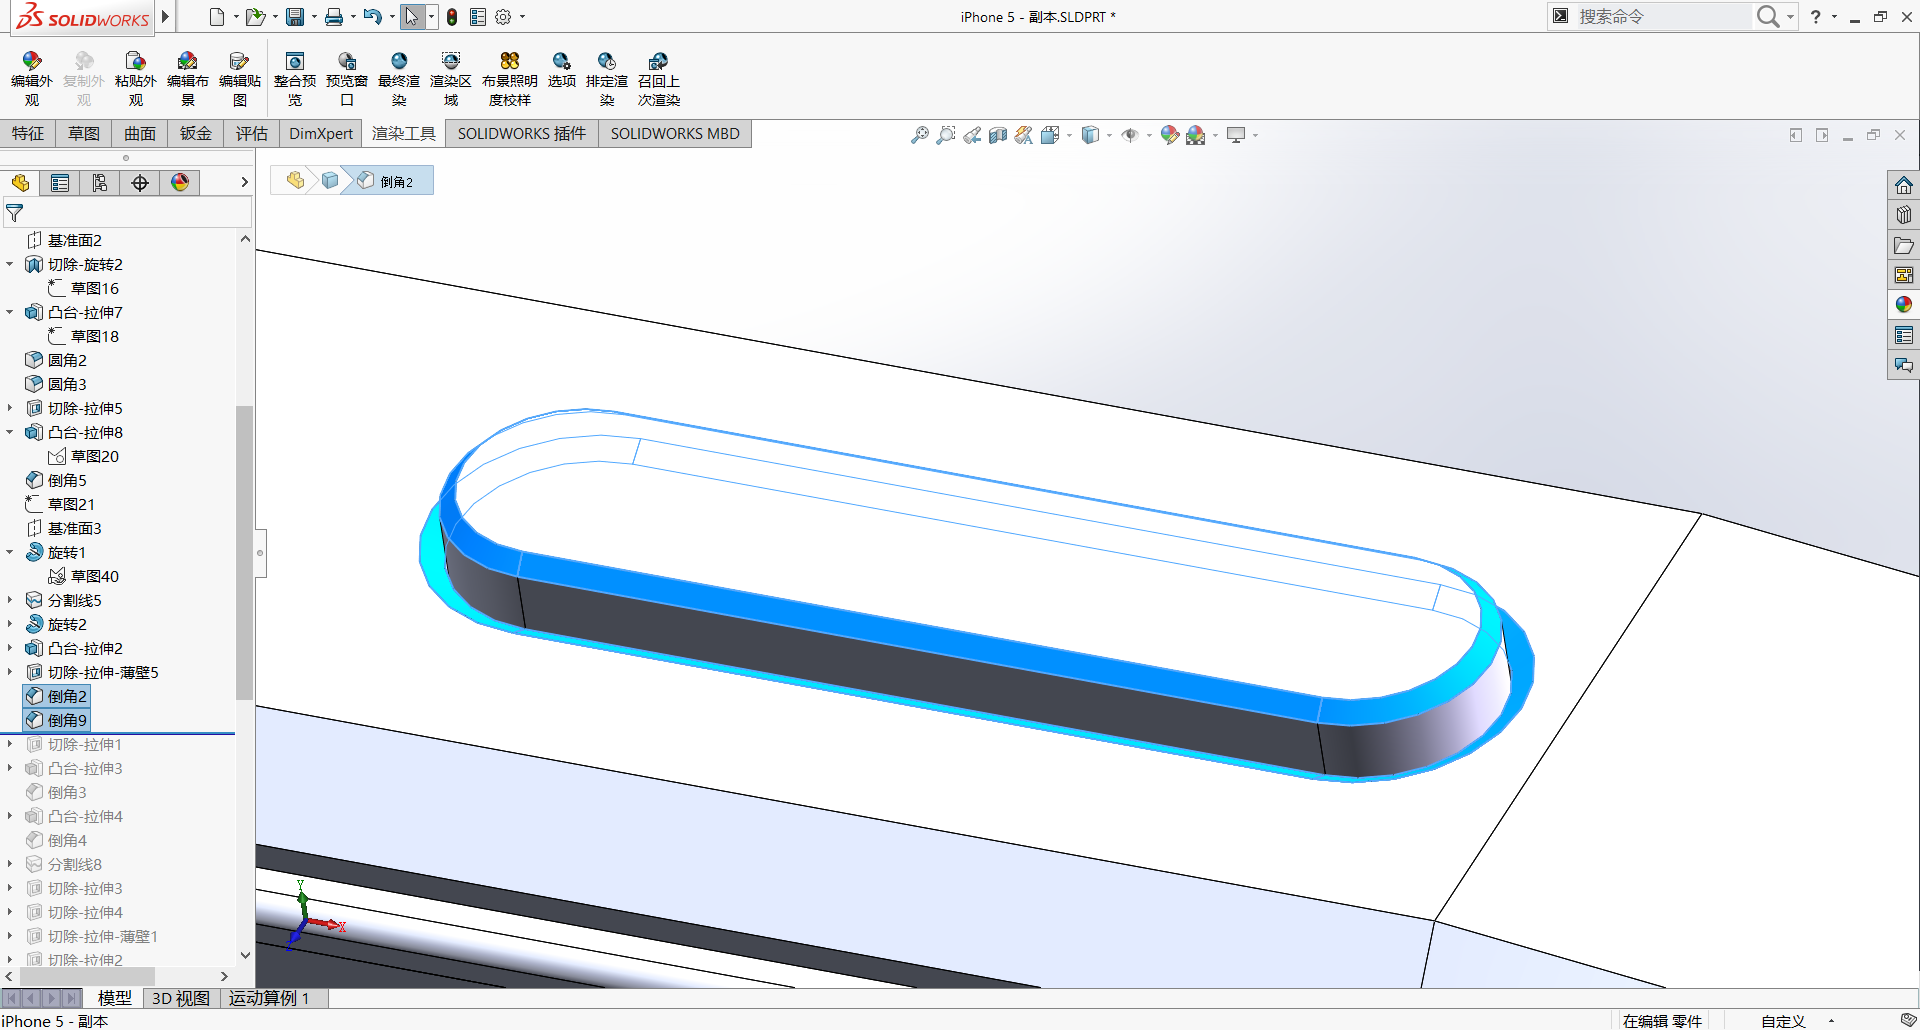 SOLIDWORKS
iPhone 5 - 副本.SLDPRT *
搜索命令
?
编辑外观
复制外观
粘贴外观
编辑布景
编辑贴图
整合预览
预览窗口
最终渲染
渲染区域
布景照明度校样
选项
排定渲染
召回上次渲染
特征 草图 曲面 钣金 评估 DimXpert 渲染工具 SOLIDWORKS 插件 SOLIDWORKS MBD
倒角2
基准面2
切除-旋转2
草图16
凸台-拉伸7
草图18
圆角2
圆角3
切除-拉伸5
凸台-拉伸8
草图20
倒角5
草图21
基准面3
旋转1
草图40
分割线5
旋转2
凸台-拉伸2
切除-拉伸-薄壁5
倒角2
倒角9
切除-拉伸1
凸台-拉伸3
倒角3
凸台-拉伸4
倒角4
分割线8
切除-拉伸3
切除-拉伸4
切除-拉伸-薄壁1
切除-拉伸2
Y
X
Z
模型 3D 视图 运动算例 1
iPhone 5 - 副本
在编辑 零件
自定义